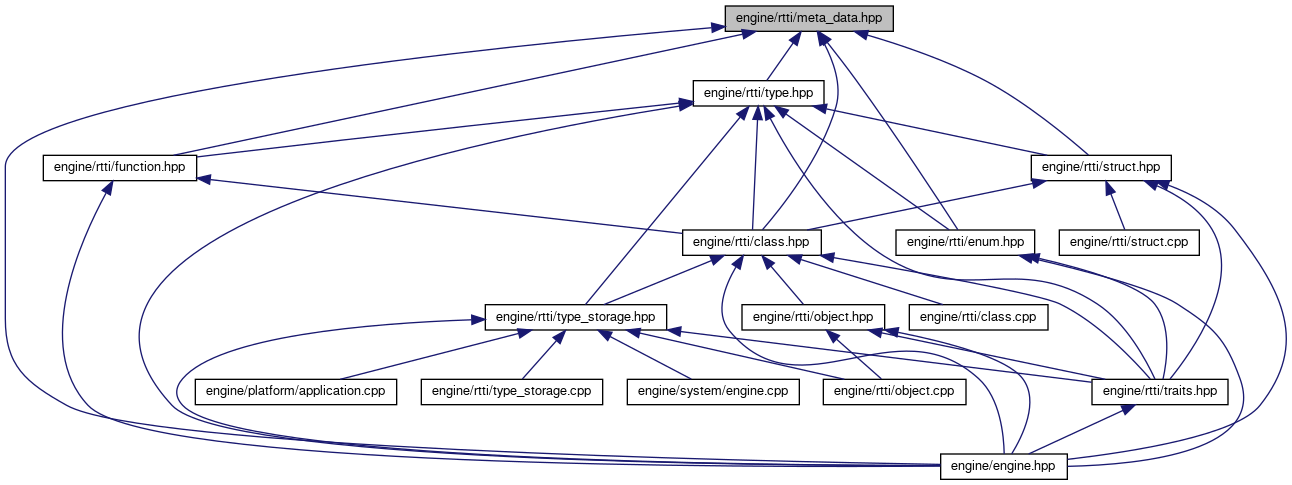 engine/rtti/meta_data.hpp
engine/rtti/type.hpp
engine/rtti/function.hpp
engine/rtti/struct.hpp
engine/rtti/class.hpp
engine/rtti/enum.hpp
engine/rtti/struct.cpp
engine/rtti/type_storage.hpp
engine/rtti/object.hpp
engine/rtti/class.cpp
engine/platform/application.cpp
engine/rtti/type_storage.cpp
engine/system/engine.cpp
engine/rtti/object.cpp
engine/rtti/traits.hpp
engine/engine.hpp